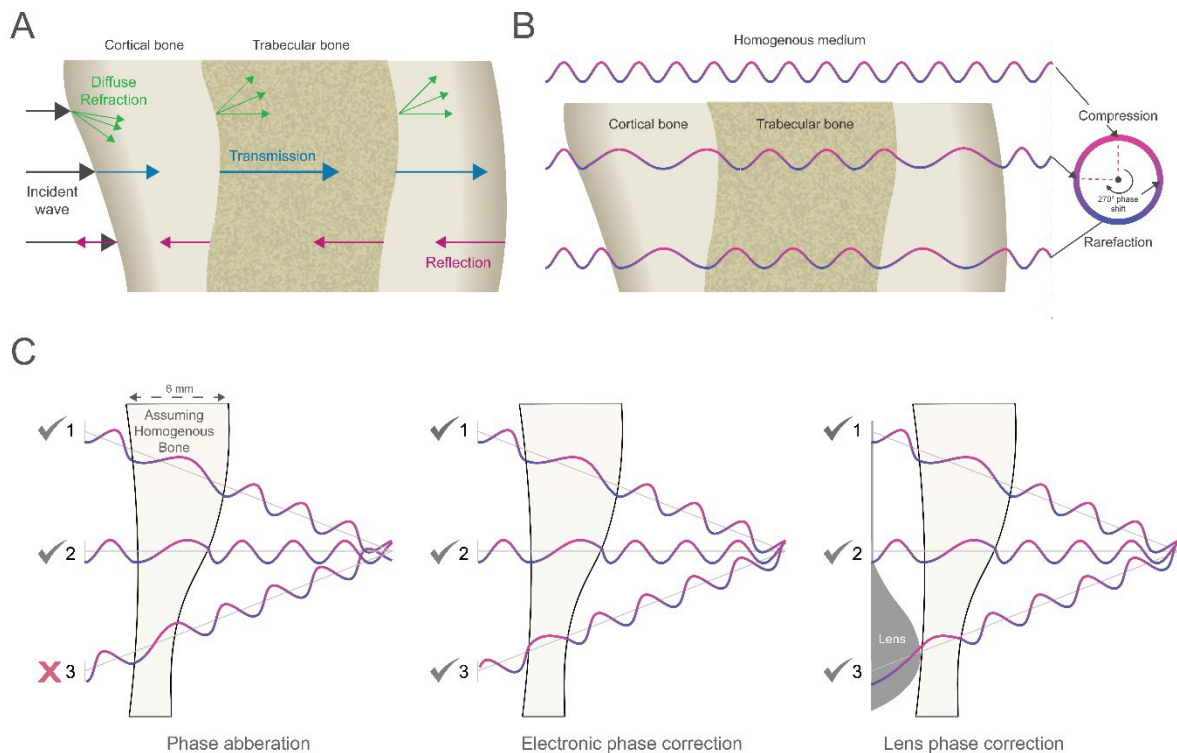 A
Cortical bone
Trabecular bone
Diffuse
Refraction
Transmission
Incident
wave
Reflection
B
Homogenous medium
Cortical bone
Trabecular bone
Compression
270° phase
shift
Rarefaction
C
6 mm
Assuming
Homogenous
Bone
1
2
3
Phase abberation
1
2
3
Electronic phase correction
1
2
Lens
3
Lens phase correction